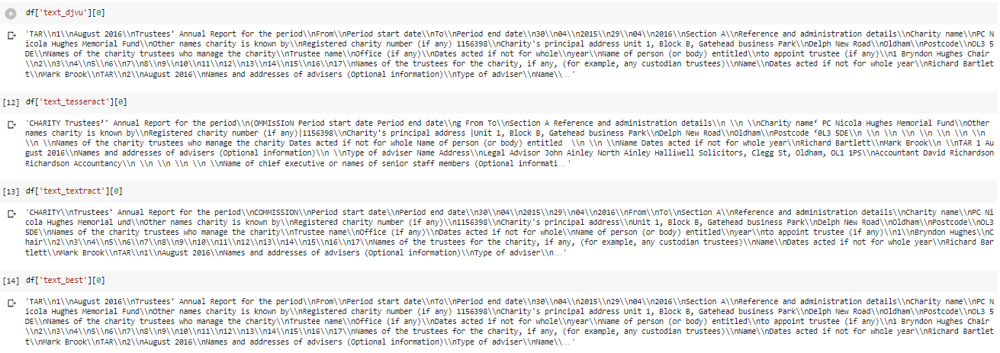 df['text_djvu'][0]
'TAR\\n1\\nAugust 2016\\nTrustees' Annual Report for the period\\nFrom\\nPeriod start date\\nTo\\nPeriod end date\\n30\\n04\\n2015\\n29\\n04\\n2016\\nSection A\\nReference and administration details\\nCharity name\\nPC N
icola Hughes Memorial Fund\\nOther names charity is known by\\nRegistered charity number (if any) 1156398\\nCharity's principal address Unit 1, Block B, Gatehead business Park\\nDelph New Road\\nOldham\\nPostcode\\nOL3 5
DE\\nNames of the charity trustees who manage the charity\\nTrustee name\\nOffice (if any)\\nDates acted if not for whole\\nyear\\nName of person (or body) entitled\\nto appoint trustee (if any)\\n1 Bryndon Hughes Chair
\\n2\\n3\\n4\\n5\\n6\\n7\\n8\\n9\\n10\\n11\\n12\\n13\\n14\\n15\\n16\\n17\\nNames of the trustees for the charity, if any, (for example, any custodian trustees)\\nName\\nDates acted if not for whole year\\nRichard Bartlet
t\\nMark Brook\\nTAR\\n2\\nAugust 2016\\nNames and addresses of advisers (Optional information)\\nType of adviser\\nName\\...'
[12] df['text_tesseract'][0]
'CHARITY Trustees’' Annual Report for the period\\n(OMMIsSioN Period start date Period end date\\ng From To\\nSection A Reference and administration details\\n \\n \\nCharity name‘ PC Nicola Hughes Memorial Fund\\nOther
names charity is known by\\nRegistered charity number (if any)|1156398\\nCharity's principal address |Unit 1, Block B, Gatehead business Park\\nDelph New Road\\nOldham\\nPostcode ‘0L3 5DE\\n \\n \\n \\n \\n \\n \\n \\n
\\n \\nNames of the charity trustees who manage the charity Dates acted if not for whole Name of person (or body) entitled  \\n \\n \\nName Dates acted if not for whole year\\nRichard Bartlett\\nMark Brook\\n \\nTAR 1 Au
gust 2016\\nNames and addresses of advisers (Optional information)\\n \\nType of adviser Name Address\\nLegal Advisor John Ainley North Ainley Halliwell Solicitors, Clegg St, Oldham, OL1 1PS\\nAccountant David Richardson
Richardson Accountancy\\n \\n \\n \\n \\n \\nName of chief executive or names of senior staff members (Optional informati...'
[13] df['text_textract'][0]
'CHARITY\\nTrustees' Annual Report for the period\\nCOMMISSION\\nPeriod start date\\nPeriod end date\\n30\\n04\\n2015\\n29\\n04\\n2016\\nFrom\\nTo\\nSection A\\nReference and administration details\\nCharity name\\nPC Ni
cola Hughes Memorial und\\nOther names charity is known by\\nRegistered charity number (if any)\\n1156398\\nCharity's principal address\\nUnit 1, Block B, Gatehead business Park\\nDelph New Road\\nOldham\\nPostcode\\nOL3
5DE\\nNames of the charity trustees who manage the charity\\nTrustee name\\nOffice (if any)\\nDates acted if not for whole\\nName of person (or body) entitled\\nyear\\nto appoint trustee (if any)\\n1\\nBryndon Hughes\\nC
hair\\n2\\n3\\n4\\n5\\n6\\n7\\n8\\n9\\n10\\n11\\n12\\n13\\n14\\n15\\n16\\n17\\nNames of the trustees for the charity, if any, (for example, any custodian trustees)\\nName\\nDates acted if not for whole year\\nRichard Bar
tlett\\nMark Brook\\nTAR\\n1\\nAugust 2016\\nNames and addresses of advisers (Optional information)\\nType of adviser\\n...'
[14] df['text_best'][0]
'TAR\\n1\\nAugust 2016\\nTrustees' Annual Report for the period\\nFrom\\nPeriod start date\\nTo\\nPeriod end date\\n30\\n04\\n2015\\n29\\n04\\n2016\\nSection A\\nReference and administration details\\nCharity name\\nPC N
icola Hughes Memorial Fund\\nOther names charity is known by\\nRegistered charity number (if any) 1156398\\nCharity's principal address Unit 1, Block B, Gatehead business Park\\nDelph New Road\\nOldham\\nPostcode\\nOL3 5
DE\\nNames of the charity trustees who manage the charity\\nTrustee name\\nOffice (if any)\\nDates acted if not for whole\\nyear\\nName of person (or body) entitled\\nto appoint trustee (if any)\\n1 Bryndon Hughes Chair
\\n2\\n3\\n4\\n5\\n6\\n7\\n8\\n9\\n10\\n11\\n12\\n13\\n14\\n15\\n16\\n17\\nNames of the trustees for the charity, if any, (for example, any custodian trustees)\\nName\\nDates acted if not for whole year\\nRichard Bartlet
t\\nMark Brook\\nTAR\\n2\\nAugust 2016\\nNames and addresses of advisers (Optional information)\\nType of adviser\\nName\\...'